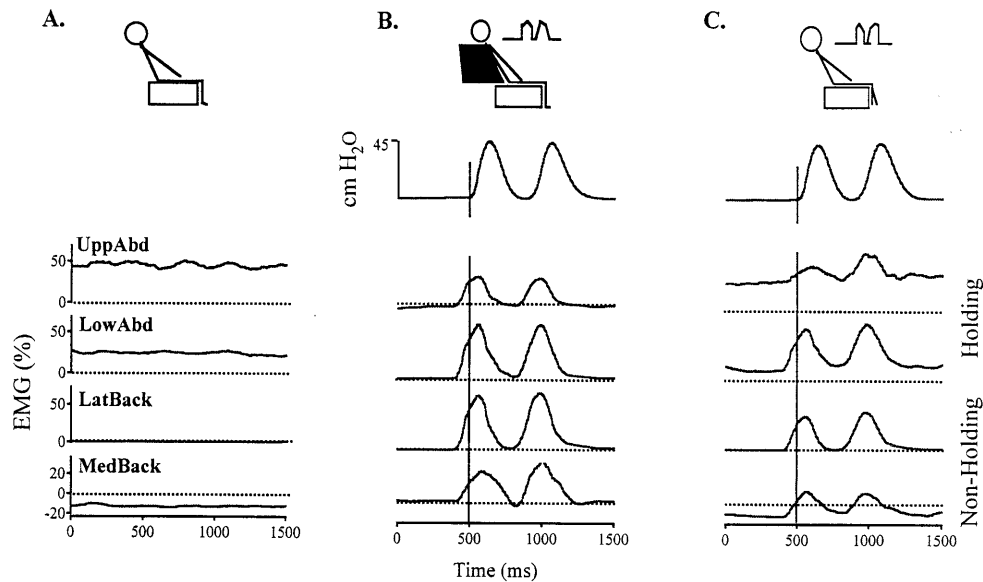 A.
B.
C.
45
cm H₂O
UppAbd
50
0
LowAbd
50
0
LatBack
50
0
MedBack
20
0
-20
EMG (%)
Holding
Non-Holding
0 500 1000 1500
0 500 1000 1500
0 500 1000 1500
Time (ms)